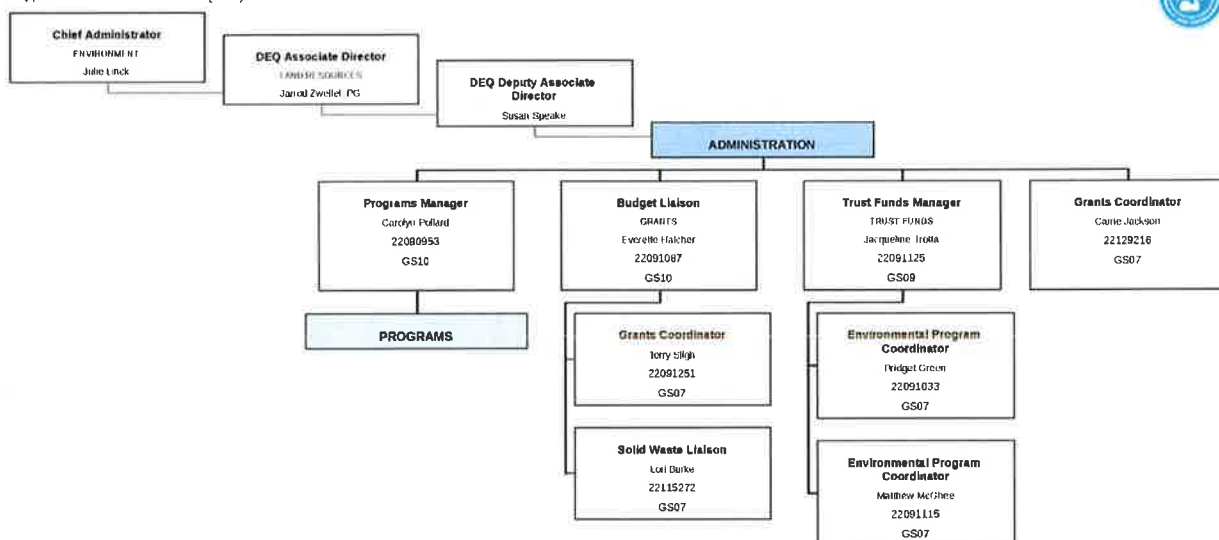 Chief Administrator
ENVIRONMENT
Julie Linck
DEQ Associate Director
LAND RESOURCES
Jarrod Zweifel, PG
DEQ Deputy Associate
Director
Susan Speake
ADMINISTRATION
Programs Manager
Carolyn Pollard
22080953
GS10
PROGRAMS
Budget Liaison
GRANTS
Everette Hatcher
22091087
GS10
Grants Coordinator
Terry Sligh
22091251
GS07
Solid Waste Liaison
Lori Burke
22115272
GS07
Trust Funds Manager
TRUST FUNDS
Jacqueline Trotta
22091125
GS09
Environmental Program
Coordinator
Bridget Green
22091033
GS07
Environmental Program
Coordinator
Matthew McGhee
22091115
GS07
Grants Coordinator
Jackson
22129216
GS07